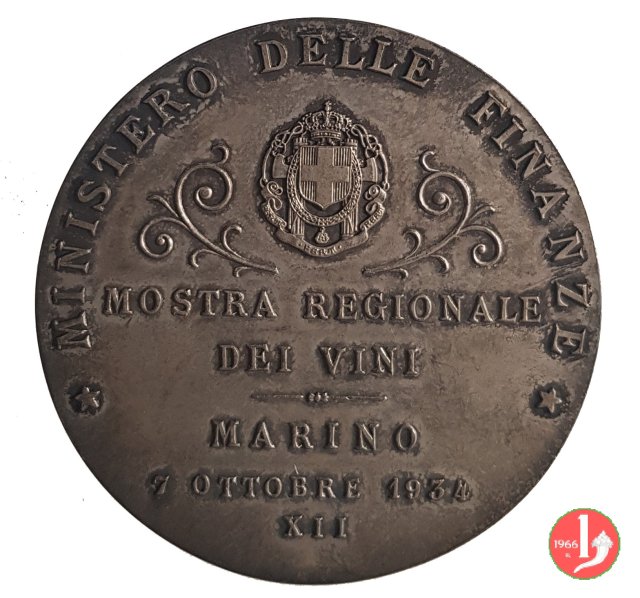 MINISTERO DELLE FINANZE
MOSTRA REGIONALE
DEI VINI
MARINO
7 OTTOBRE 1934
XII
1966